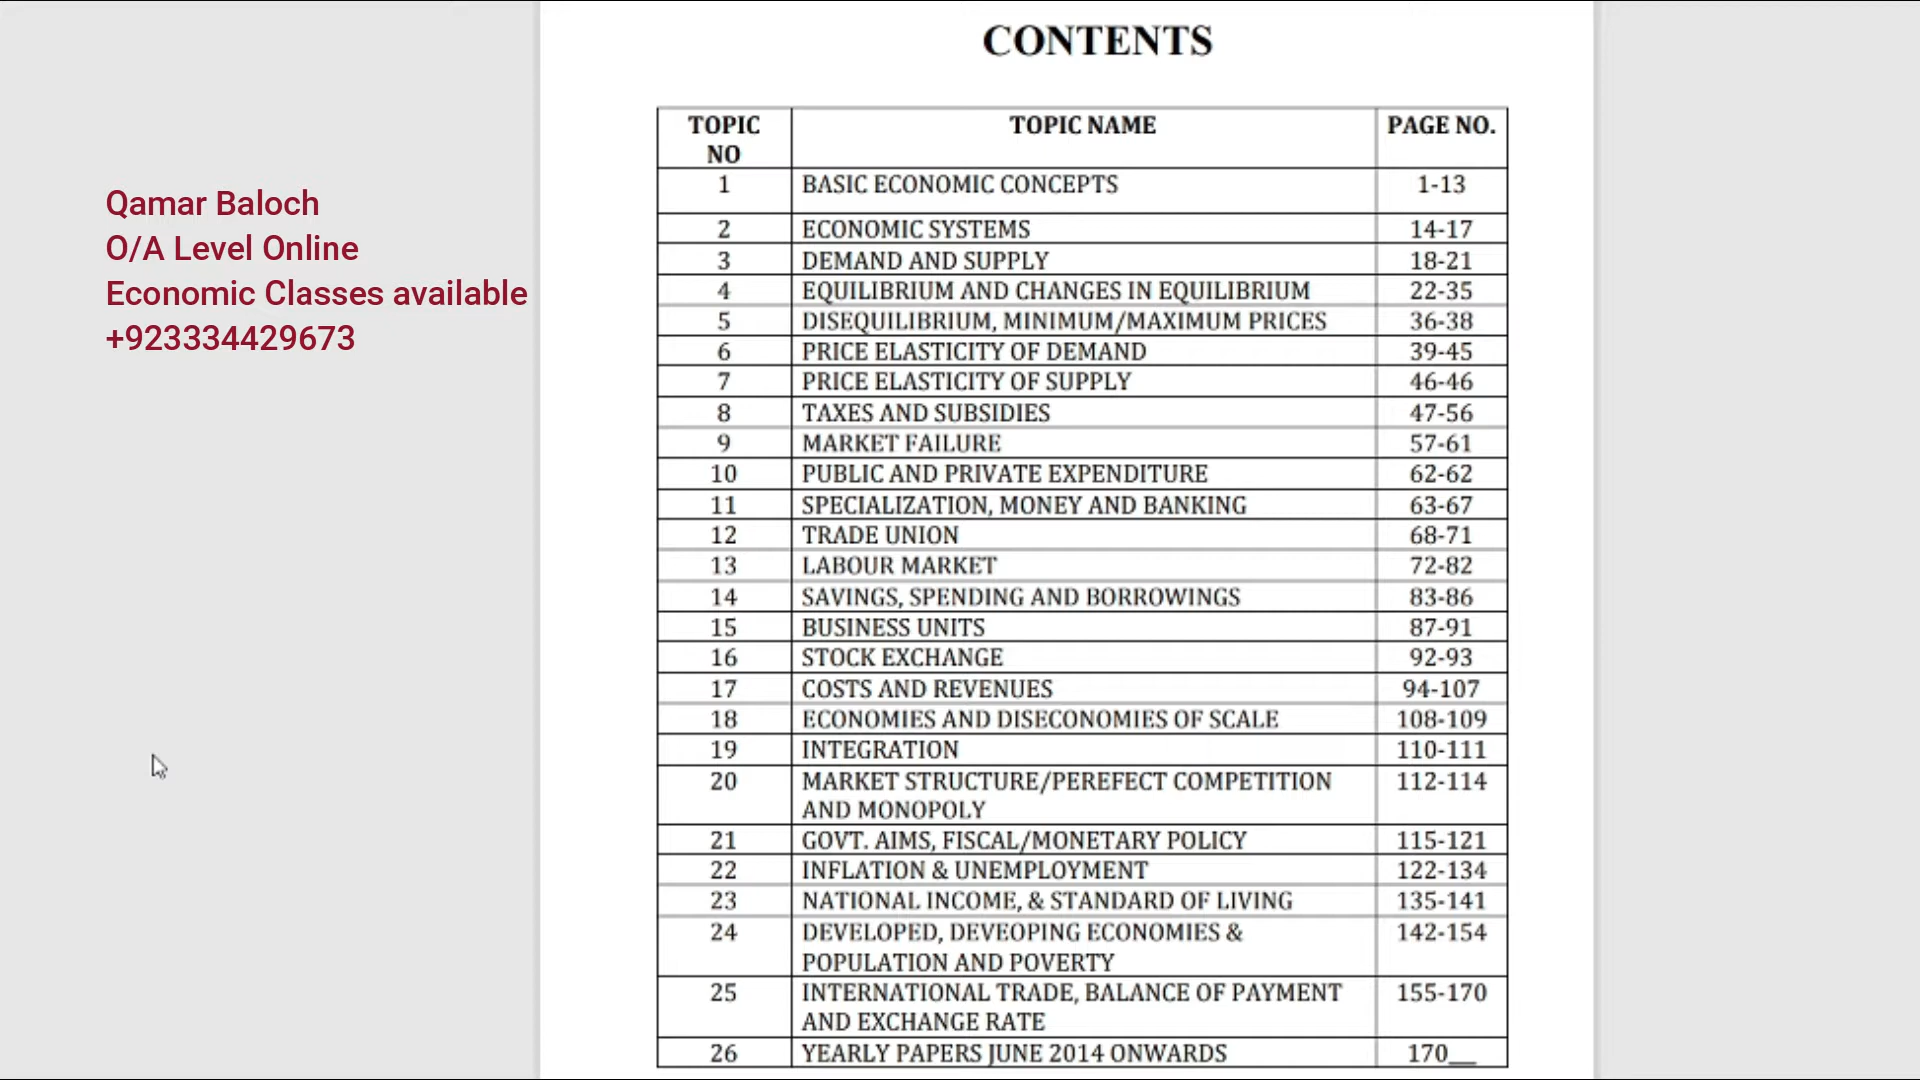 CONTENTS
Qamar Baloch
O/A Level Online
Economic Classes available
+923334429673
TOPIC NO TOPIC NAME PAGE NO.
1 BASIC ECONOMIC CONCEPTS 1-13
2 ECONOMIC SYSTEMS 14-17
3 DEMAND AND SUPPLY 18-21
4 EQUILIBRIUM AND CHANGES IN EQUILIBRIUM 22-35
5 DISEQUILIBRIUM, MINIMUM/MAXIMUM PRICES 36-38
6 PRICE ELASTICITY OF DEMAND 39-45
7 PRICE ELASTICITY OF SUPPLY 46-46
8 TAXES AND SUBSIDIES 47-56
9 MARKET FAILURE 57-61
10 PUBLIC AND PRIVATE EXPENDITURE 62-62
11 SPECIALIZATION, MONEY AND BANKING 63-67
12 TRADE UNION 68-71
13 LABOUR MARKET 72-82
14 SAVINGS, SPENDING AND BORROWINGS 83-86
15 BUSINESS UNITS 87-91
16 STOCK EXCHANGE 92-93
17 COSTS AND REVENUES 94-107
18 ECONOMIES AND DISECONOMIES OF SCALE 108-109
19 INTEGRATION 110-111
20 MARKET STRUCTURE/PEREFECT COMPETITION 112-114
AND MONOPOLY
21 GOVT. AIMS, FISCAL/MONETARY POLICY 115-121
22 INFLATION & UNEMPLOYMENT 122-134
23 NATIONAL INCOME, & STANDARD OF LIVING 135-141
24 DEVELOPED, DEVEOPING ECONOMIES & 142-154
POPULATION AND POVERTY
25 INTERNATIONAL TRADE, BALANCE OF PAYMENT 155-170
AND EXCHANGE RATE
26 YEARLY PAPERS JUNE 2014 ONWARDS 170__